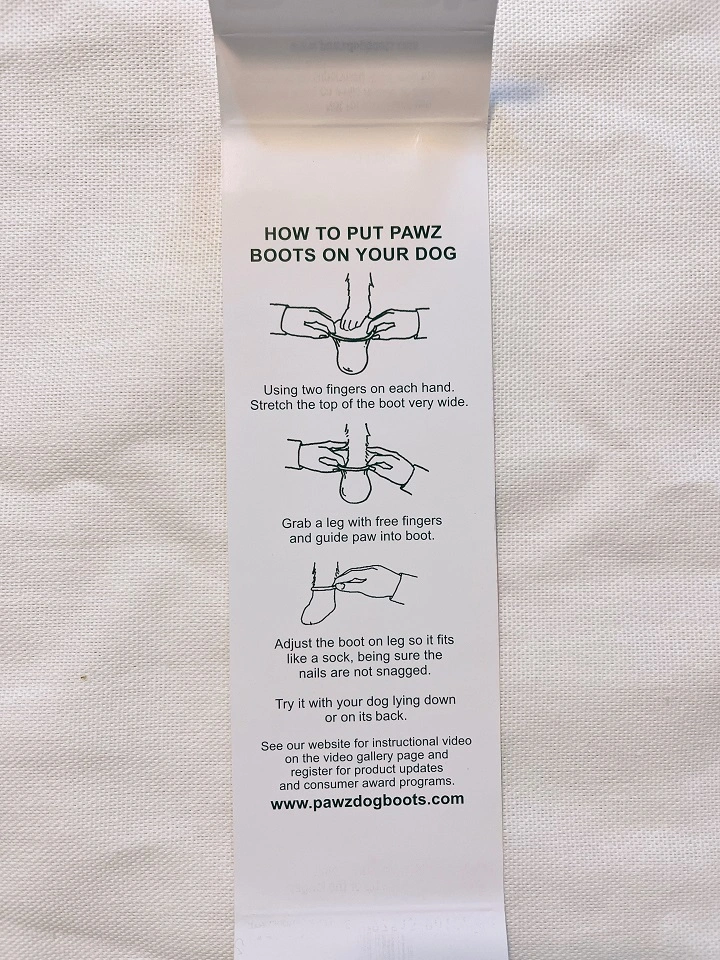 HOW TO PUT PAWZ
BOOTS ON YOUR DOG
Using two fingers on each hand.
Stretch the top of the boot very wide.
Grab a leg with free fingers
and guide paw into boot.
Adjust the boot on leg so it fits
like a sock, being sure the
nails are not snagged.
Try it with your dog lying down
or on its back.
See our website for instructional video
on the video gallery page and
register for product updates
and consumer award programs.
www.pawzdogboots.com